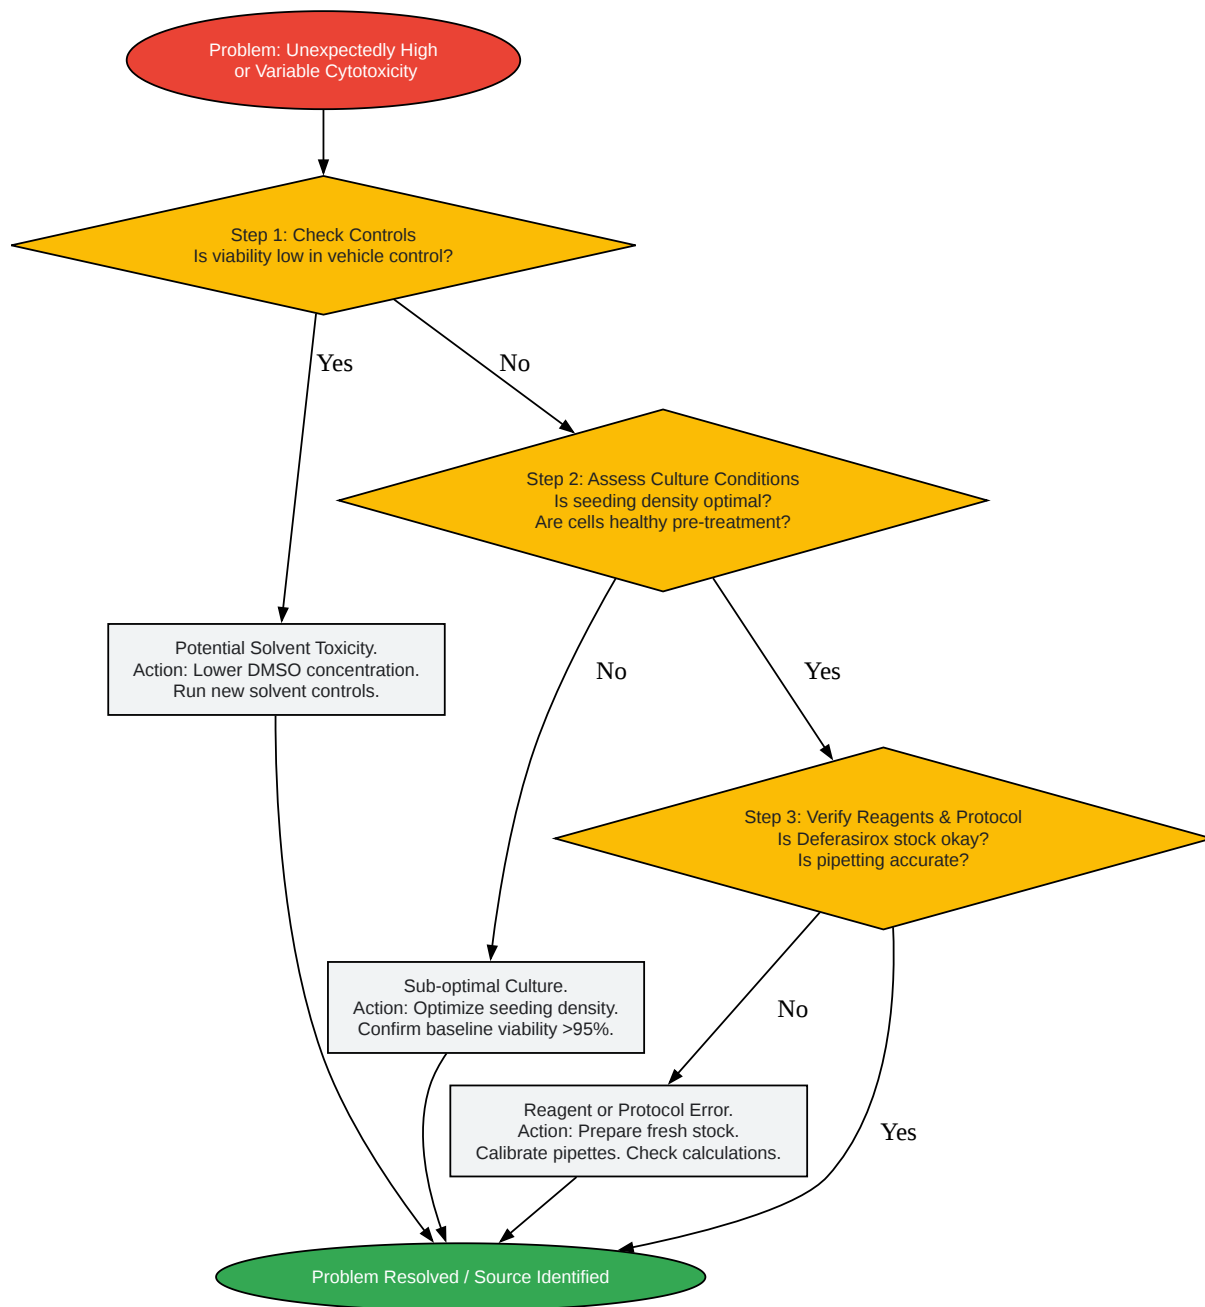 Problem: Unexpectedly High
or Variable Cytotoxicity
Step 1: Check Controls
Is viability low in vehicle control?
Yes
No
Step 2: Assess Culture Conditions
Is seeding density optimal?
Are cells healthy pre-treatment?
Potential Solvent Toxicity.
Action: Lower DMSO concentration.
Run new solvent controls.
No
Yes
Step 3: Verify Reagents & Protocol
Is Deferasirox stock okay?
Is pipetting accurate?
Sub-optimal Culture.
Action: Optimize seeding density.
Confirm baseline viability >95%.
No
Reagent or Protocol Error.
Action: Prepare fresh stock.
Calibrate pipettes. Check calculations.
Yes
Problem Resolved / Source Identified